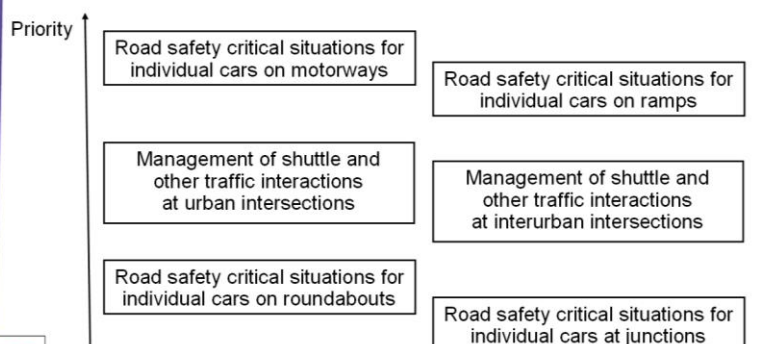 Priority
Road safety critical situations for
individual cars on motorways
Road safety critical situations for
individual cars on ramps
Management of shuttle and
other traffic interactions
at urban intersections
Management of shuttle and
other traffic interactions
at interurban intersections
Road safety critical situations for
individual cars on roundabouts
Road safety critical situations for
individual cars at junctions